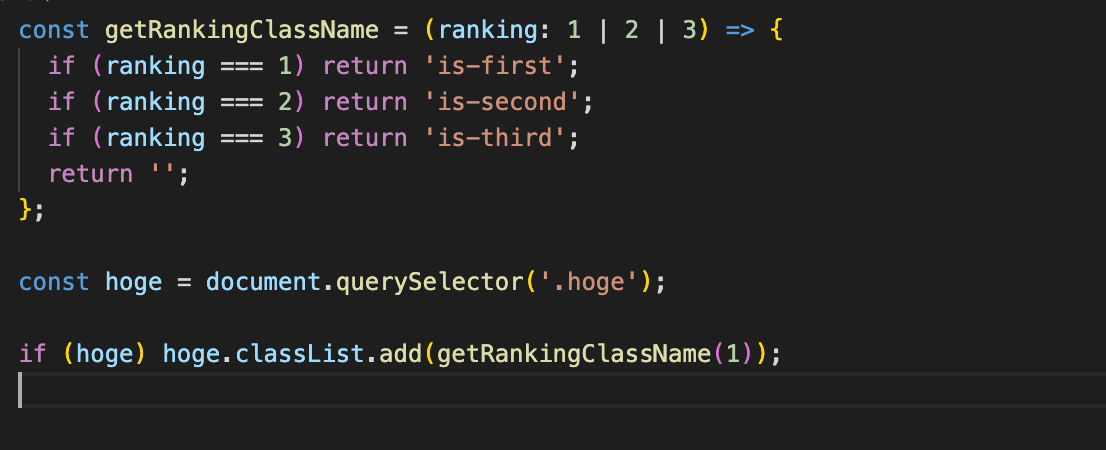 const getRankingClassName = (ranking: 1 | 2 | 3) => {
  if (ranking === 1) return 'is-first';
  if (ranking === 2) return 'is-second';
  if (ranking === 3) return 'is-third';
  return '';
};

const hoge = document.querySelector('.hoge');

if (hoge) hoge.classList.add(getRankingClassName(1));